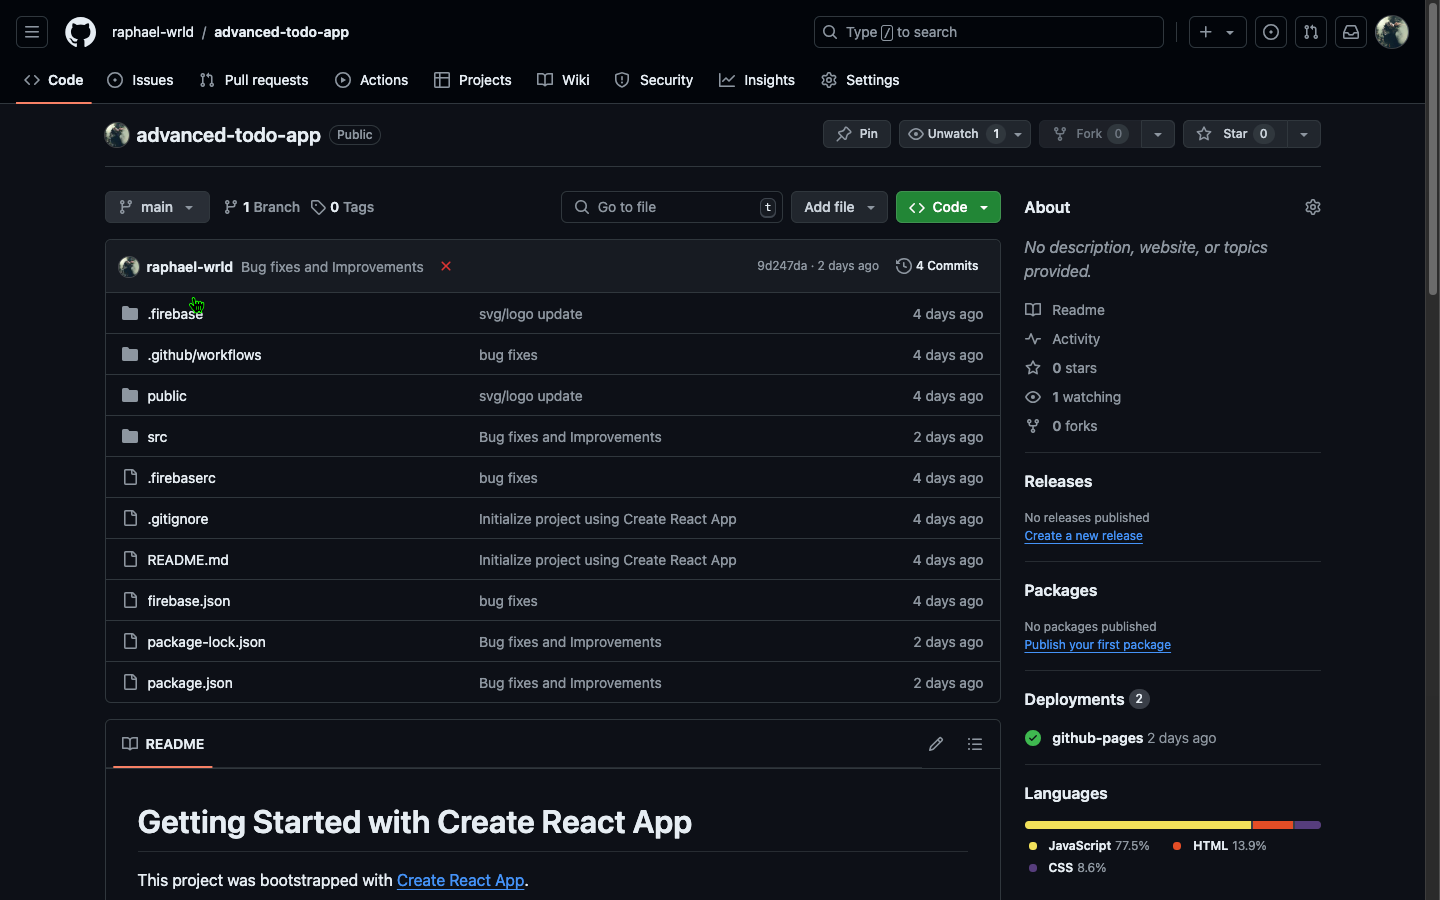 raphael-wrld / advanced-todo-app
Type / to search
Code
Issues
Pull requests
Actions
Projects
Wiki
Security
Insights
Settings
advanced-todo-app Public
Pin
Unwatch 1
Fork 0
Star 0
main
1 Branch
0 Tags
Go to file t
Add file
Code
raphael-wrld Bug fixes and Improvements
9d247da · 2 days ago
4 Commits
.firebase svg/logo update 4 days ago
.github/workflows bug fixes 4 days ago
public svg/logo update 4 days ago
src Bug fixes and Improvements 2 days ago
.firebaserc bug fixes 4 days ago
.gitignore Initialize project using Create React App 4 days ago
README.md Initialize project using Create React App 4 days ago
firebase.json bug fixes 4 days ago
package-lock.json Bug fixes and Improvements 2 days ago
package.json Bug fixes and Improvements 2 days ago
README
Getting Started with Create React App
This project was bootstrapped with Create React App.
About
No description, website, or topics
provided.
Readme
Activity
0 stars
1 watching
0 forks
Releases
No releases published
Create a new release
Packages
No packages published
Publish your first package
Deployments 2
github-pages 2 days ago
Languages
JavaScript 77.5%
HTML 13.9%
CSS 8.6%